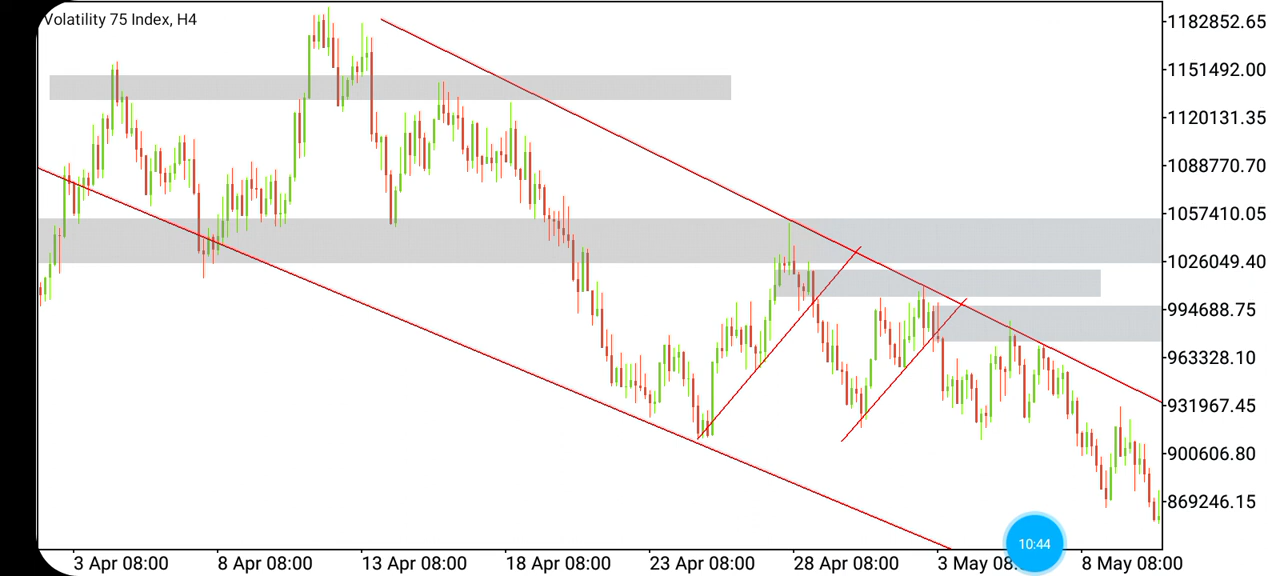 Volatility 75 Index, H4
1182852.65
1151492.00
1120131.35
1088770.70
1057410.05
1026049.40
994688.75
963328.10
931967.45
900606.80
869246.15
10:44
3 Apr 08:00
8 Apr 08:00
13 Apr 08:00
18 Apr 08:00
23 Apr 08:00
28 Apr 08:00
3 May 08:
8 May 08:00